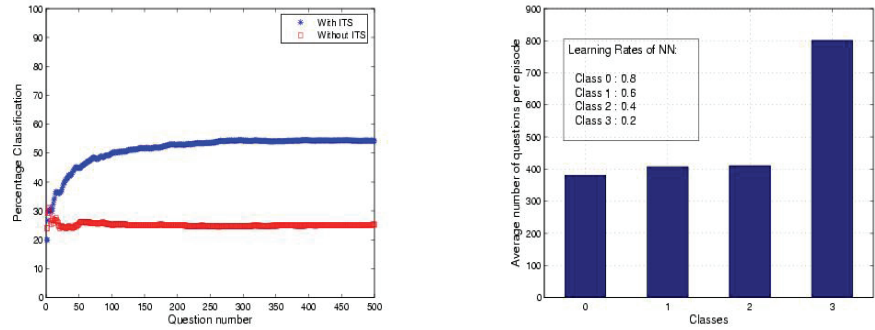 100
90
80
70
60
50
40
30
20
10
0
Percentage Classification
With ITS
Without ITS
0 50 100 150 200 250 300 350 400 450 500
Question number
900
800
700
600
500
400
300
200
100
0
Average number of questions per episode
Learning Rates of NN:
Class 0 : 0.8
Class 1 : 0.6
Class 2 : 0.4
Class 3 : 0.2
0 1 2 3
Classes